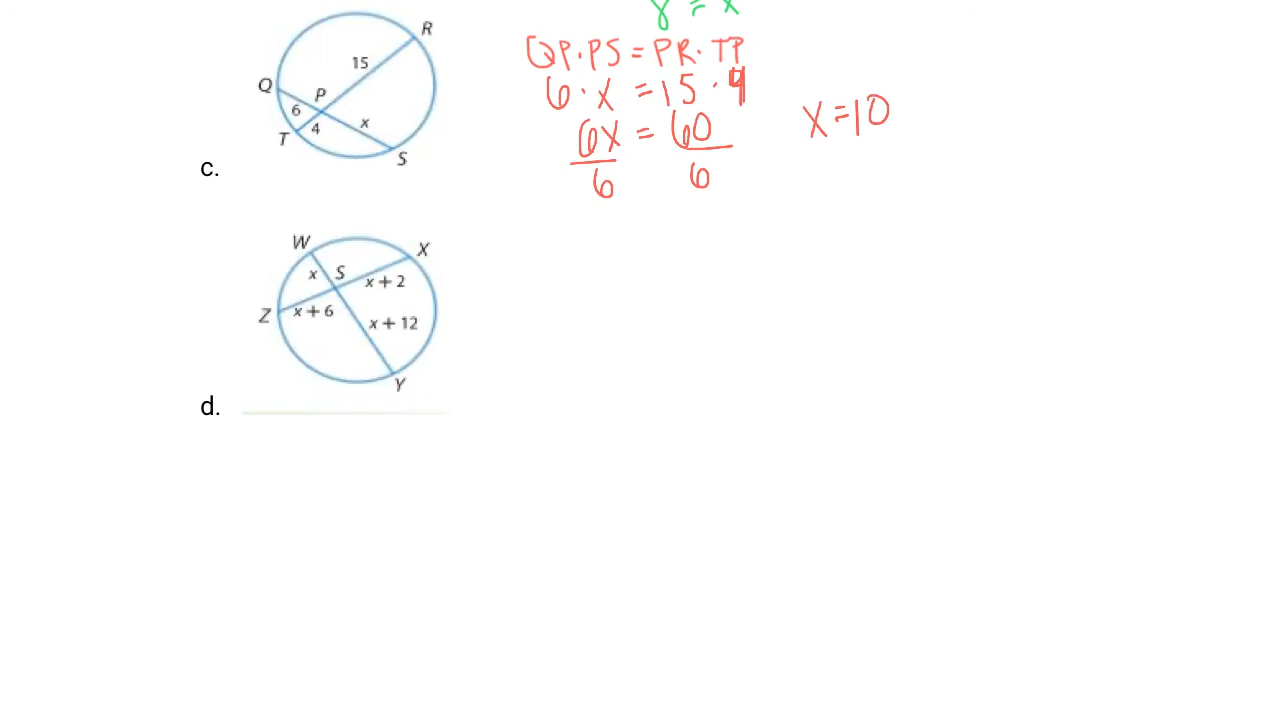 γ = x
QP · PS = PR · TP
6 · x = 15 · 4
6x = 60
6 6
x = 10
R
15
Q
P
6
x
4
T
S
c.
W
X
x
S
x + 2
Z
x + 6
x + 12
Y
d.